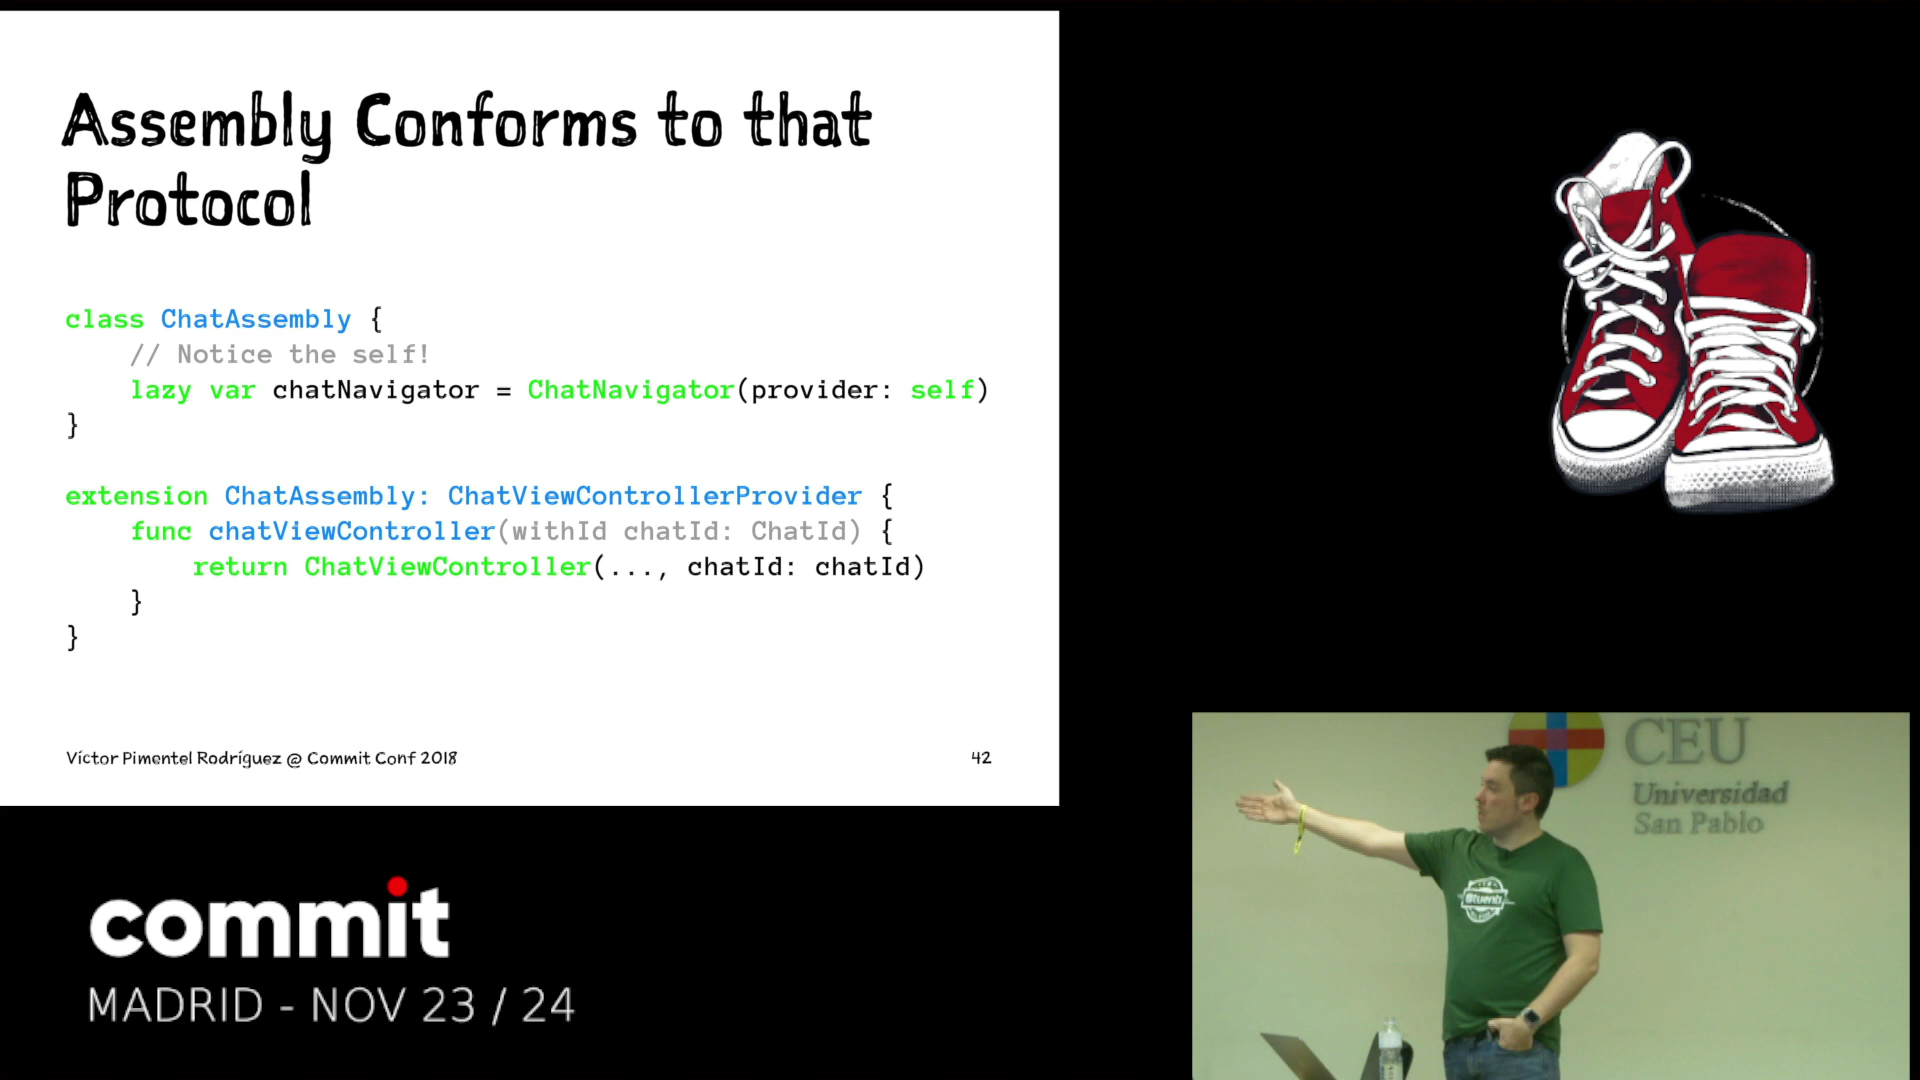 Assembly Conforms to that
Protocol
class ChatAssembly {
// Notice the self!
lazy var chatNavigator = ChatNavigator(provider: self)
}
extension ChatAssembly: ChatViewControllerProvider {
func chatViewController(withId chatId: ChatId) {
return ChatViewController(..., chatId: chatId)
}
}
Víctor Pimentel Rodríguez @ Commit Conf 2018
42
commit
MADRID - NOV 23 / 24
CEU
Universidad
San Pablo
tuenti